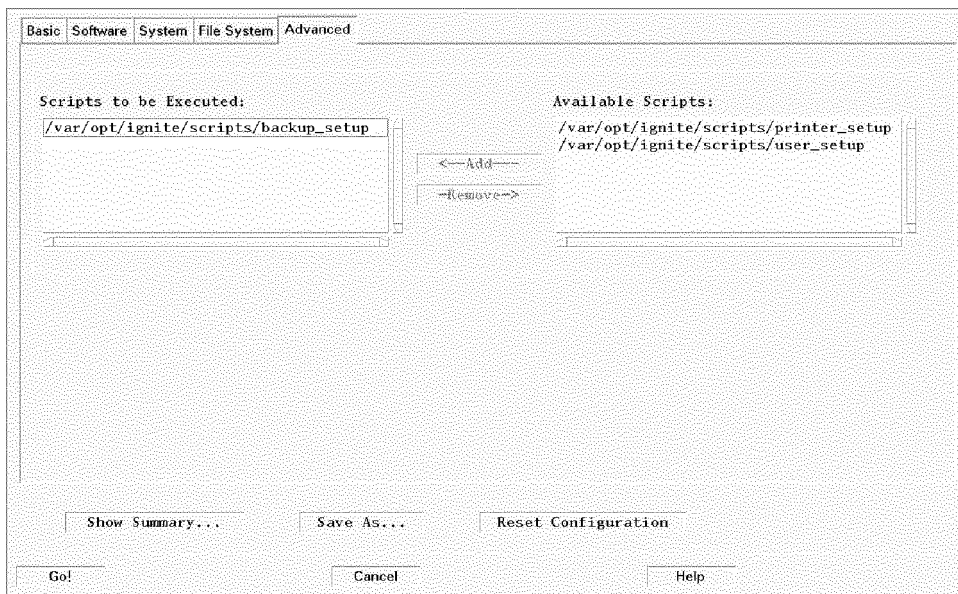 Basic Software System File System Advanced
Scripts to be Executed: Available Scripts:
/var/opt/ignite/scripts/backup_setup /var/opt/ignite/scripts/printer_setup
/var/opt/ignite/scripts/user_setup
<--Add---
-Remove->
Show Summary... Save As... Reset Configuration
Go! Cancel Help